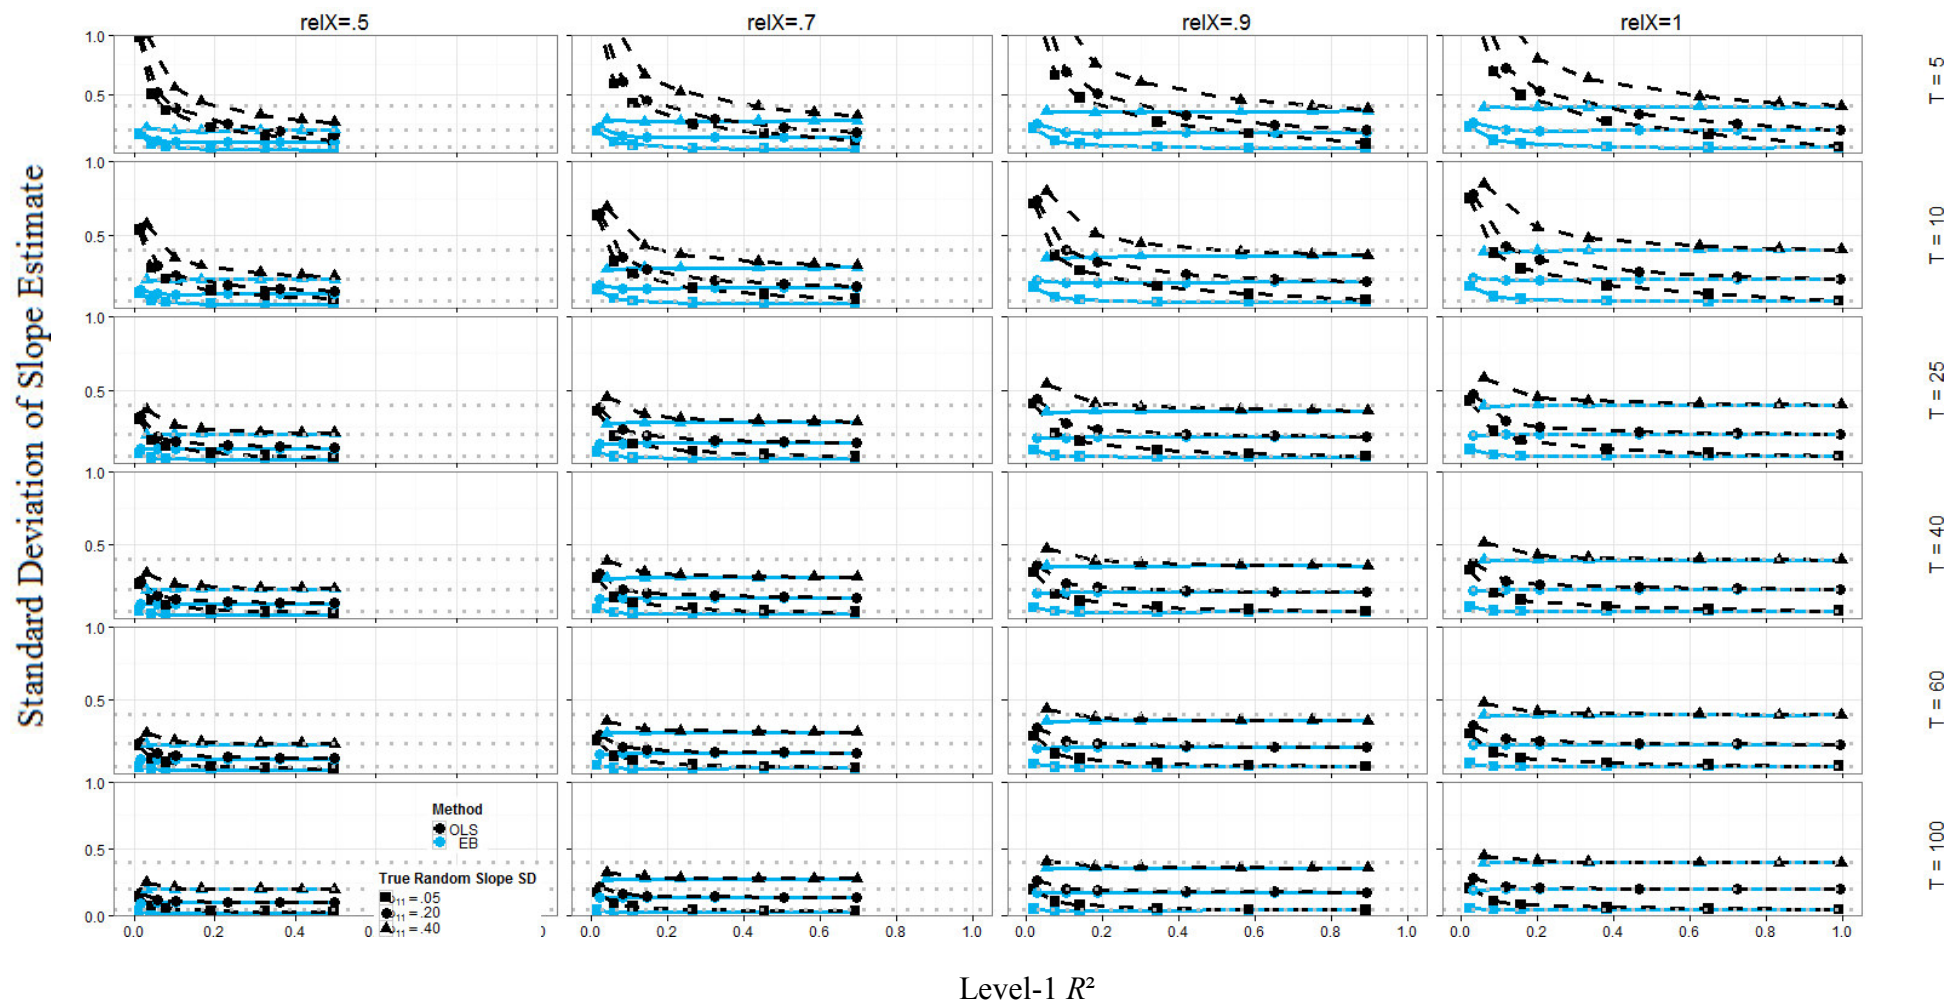 relX=.5 relX=.7 relX=.9 relX=1
Standard Deviation of Slope Estimate
1.0
0.5
T = 5
1.0
0.5
T = 10
1.0
0.5
T = 25
1.0
0.5
T = 40
1.0
0.5
T = 60
1.0
0.5
0.0
T = 100
Method
OLS
EB
True Random Slope SD
₁₁ = .05
₁₁ = .20
₁₁ = .40
0.0 0.2 0.4 0.0 0.2 0.4 0.6 0.8 1.0 0.0 0.2 0.4 0.6 0.8 1.0 0.0 0.2 0.4 0.6 0.8 1.0
Level-1 R²